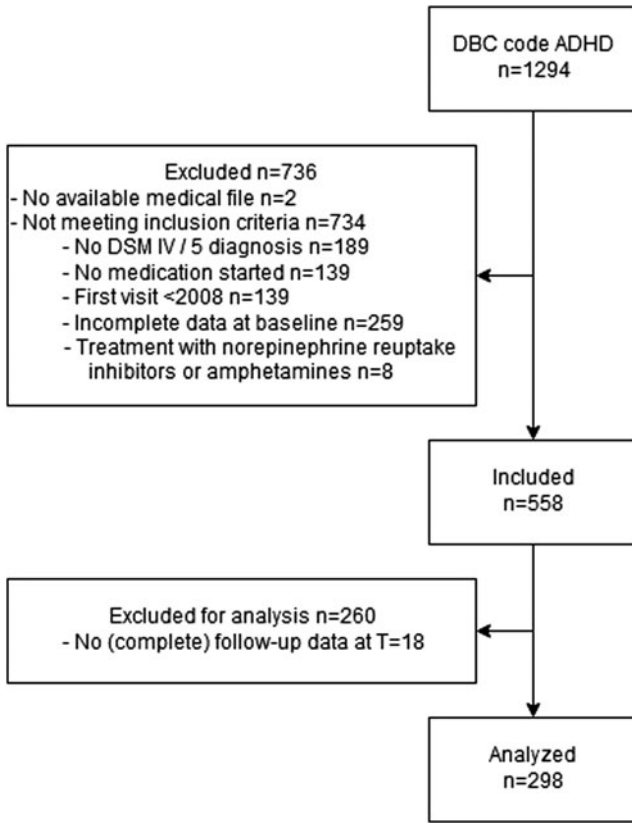 DBC code ADHD
n=1294
Excluded n=736
- No available medical file n=2
- Not meeting inclusion criteria n=734
- No DSM IV / 5 diagnosis n=189
- No medication started n=139
- First visit <2008 n=139
- Incomplete data at baseline n=259
- Treatment with norepinephrine reuptake
inhibitors or amphetamines n=8
Included
n=558
Excluded for analysis n=260
- No (complete) follow-up data at T=18
Analyzed
n=298